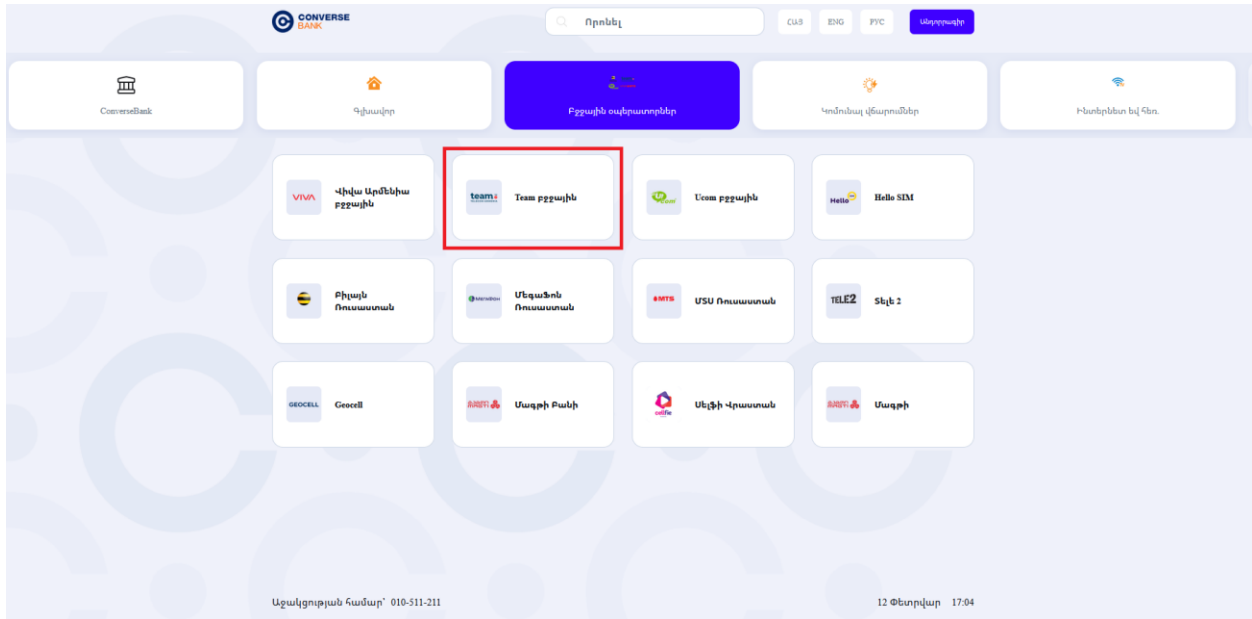 CONVERSE
BANK
Որոնել
ՀԱՅ
ENG
РУС
Անդորրագիր
ConverseBank
Գլխավոր
Բջջային օպերատորներ
Կոմունալ վճարումներ
Ինտերնետ եվ հեռ.
VIVA
Վիվա Արմենիա
բջջային
team
Team բջջային
Ucom բջջային
Hello
Hello SIM
Բիլայն
Ռուսաստան
ՄեգաՖոն
Ռուսաստան
MTS
ՄՏՍ Ռուսաստան
TELE2
Տելե 2
GEOCELL
Geocell
Մագթի Բանի
cellfie
Սելֆի Վրաստան
Մագթի
Աջակցության համար՝ 010-511-211
12 Փետրվար 17:04